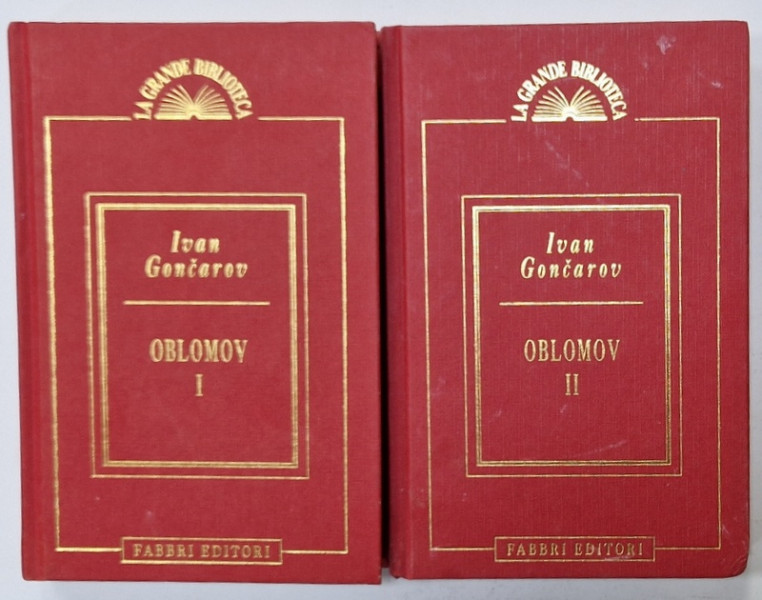 LA GRANDE BIBLIOTECA
Ivan
Gončarov
OBLOMOV
I
FABBRI EDITORI
LA GRANDE BIBLIOTECA
Ivan
Gončarov
OBLOMOV
II
FABBRI EDITORI